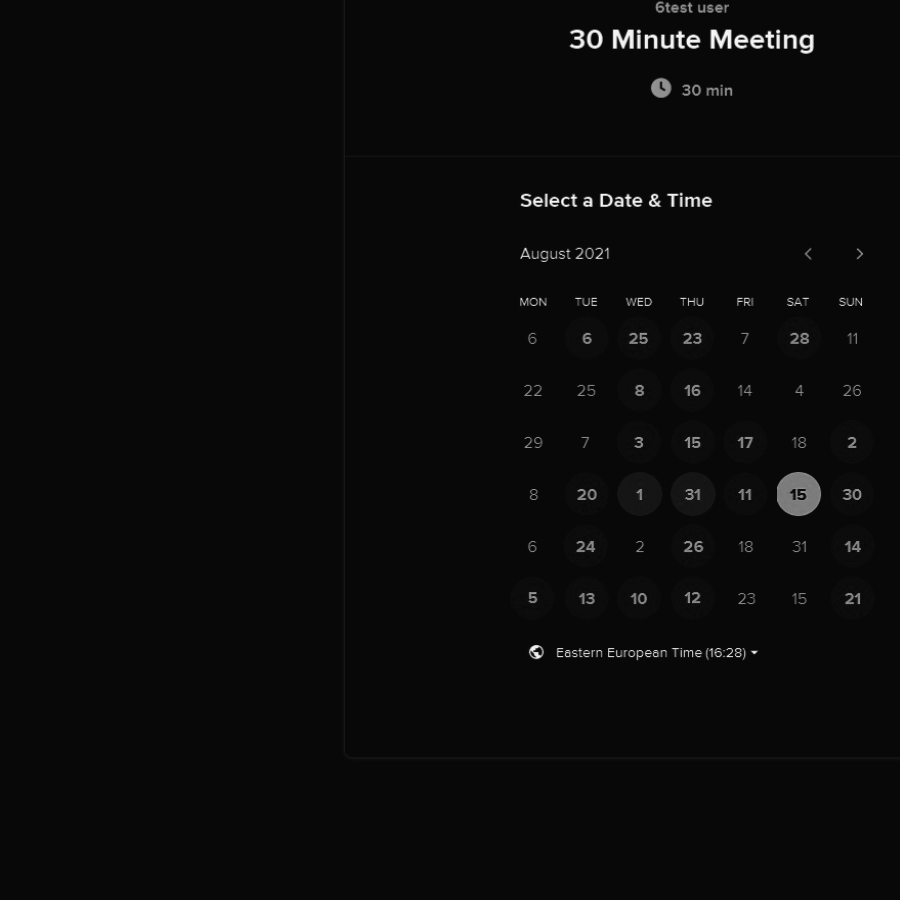 6test user
30 Minute Meeting
30 min
Select a Date & Time
August 2021
MON TUE WED THU FRI SAT SUN
6 6 25 23 7 28 11
22 25 8 16 14 4 26
29 7 3 15 17 18 2
8 20 1 31 11 15 30
6 24 2 26 18 31 14
5 13 10 12 23 15 21
Eastern European Time (16:28)